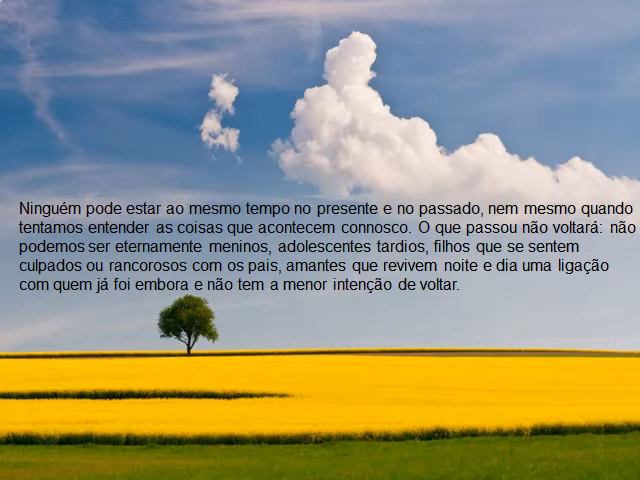 Ninguém pode estar ao mesmo tempo no presente e no passado, nem mesmo quando
tentamos entender as coisas que acontecem connosco. O que passou não voltará: não
podemos ser eternamente meninos, adolescentes tardios, filhos que se sentem
culpados ou rancorosos com os pais, amantes que revivem noite e dia uma ligação
com quem já foi embora e não tem a menor intenção de voltar.